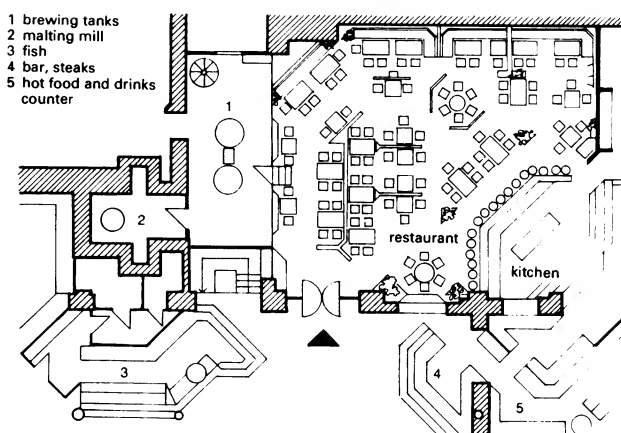 1 brewing tanks
2 malting mill
3 fish
4 bar, steaks
5 hot food and drinks
counter
1
2
restaurant
kitchen
3
4
5